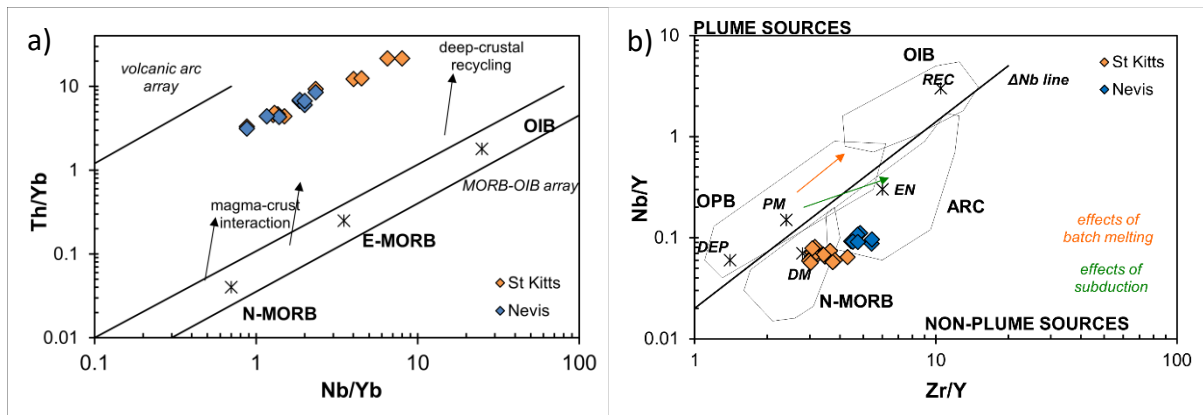 a)
Th/Yb
10
1
0.1
0.01
0.1
1
10
100
Nb/Yb
volcanic arc
array
deep-crustal
recycling
OIB
MORB-OIB array
magma-crust
interaction
E-MORB
N-MORB
St Kitts
Nevis
b)
PLUME SOURCES
Nb/Y
10
1
0.1
0.01
1
10
100
Zr/Y
OIB
REC
ΔNb line
St Kitts
Nevis
OPB
PM
EN
ARC
DEP
DM
N-MORB
effects of
batch melting
effects of
subduction
NON-PLUME SOURCES